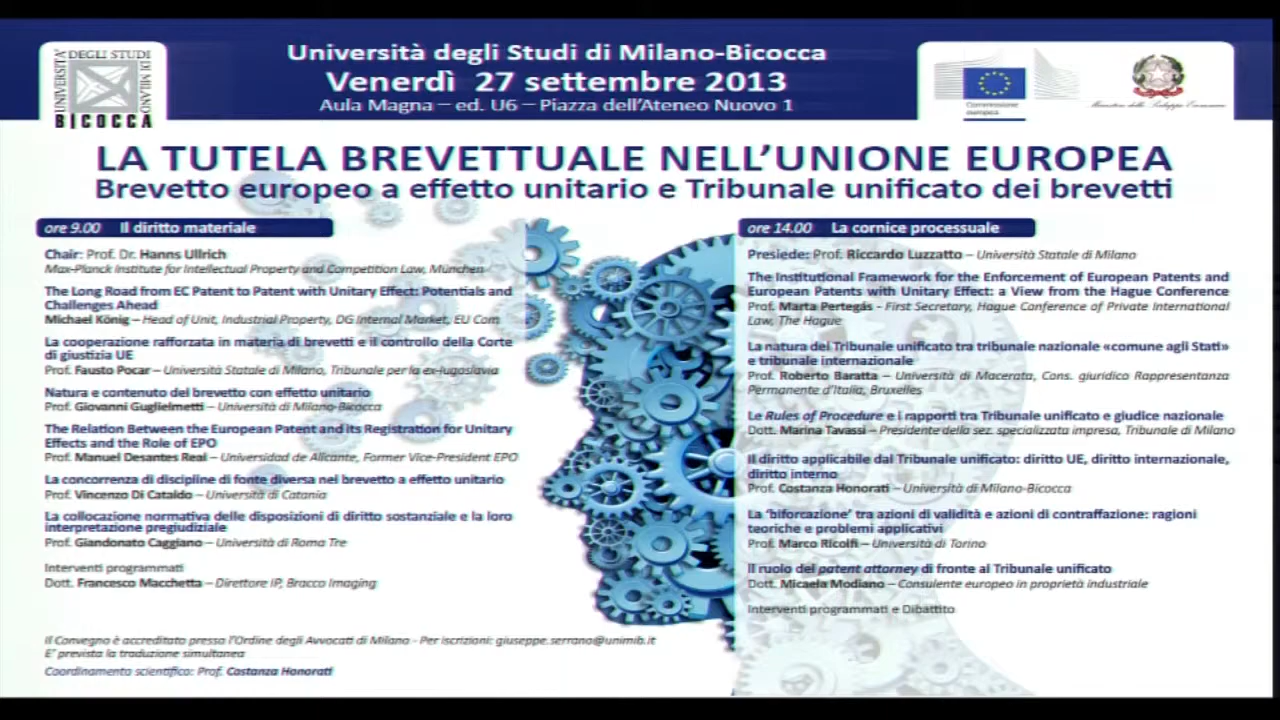 UNIVERSITÀ
DEGLI STUDI
DI MILANO
BICOCCA
Università degli Studi di Milano-Bicocca
Venerdì 27 settembre 2013
Aula Magna – ed. U6 – Piazza dell'Ateneo Nuovo 1
Commissione
europea
Ministero dello Sviluppo Economico
LA TUTELA BREVETTUALE NELL'UNIONE EUROPEA
Brevetto europeo a effetto unitario e Tribunale unificato dei brevetti
ore 9.00 Il diritto materiale
Chair: Prof. Dr. Hanns Ullrich
Max-Planck Institute for Intellectual Property and Competition Law, München
The Long Road from EC Patent to Patent with Unitary Effect: Potentials and
Challenges Ahead
Michael König – Head of Unit, Industrial Property, DG Internal Market, EU Com
La cooperazione rafforzata in materia di brevetti e il controllo della Corte
di giustizia UE
Prof. Fausto Pocar – Università Statale di Milano, Tribunale per la ex-Iugoslavia
Natura e contenuto del brevetto con effetto unitario
Prof. Giovanni Guglielmetti – Università di Milano-Bicocca
The Relation Between the European Patent and its Registration for Unitary
Effects and the Role of EPO
Prof. Manuel Desantes Real – Universidad de Alicante, Former Vice-President EPO
La concorrenza di discipline di fonte diversa nel brevetto a effetto unitario
Prof. Vincenzo Di Cataldo – Università di Catania
La collocazione normativa delle disposizioni di diritto sostanziale e la loro
interpretazione pregiudiziale
Prof. Giandonato Caggiano – Università di Roma Tre
Interventi programmati
Dott. Francesco Macchetta – Direttore IP, Bracco Imaging
Il Convegno è accreditato presso l'Ordine degli Avvocati di Milano - Per iscrizioni: giuseppe.serrano@unimib.it
E' prevista la traduzione simultanea
Coordinamento scientifico: Prof. Costanza Honorati
ore 14.00 La cornice processuale
Presiede: Prof. Riccardo Luzzatto – Università Statale di Milano
The Institutional Framework for the Enforcement of European Patents and
European Patents with Unitary Effect: a View from the Hague Conference
Prof. Marta Pertegás - First Secretary, Hague Conference of Private International
Law, The Hague
La natura del Tribunale unificato tra tribunale nazionale «comune agli Stati»
e tribunale internazionale
Prof. Roberto Baratta – Università di Macerata, Cons. giuridico Rappresentanza
Permanente d'Italia, Bruxelles
Le Rules of Procedure e i rapporti tra Tribunale unificato e giudice nazionale
Dott. Marina Tavassi – Presidente della sez. specializzata impresa, Tribunale di Milano
Il diritto applicabile dal Tribunale unificato: diritto UE, diritto internazionale,
diritto interno
Prof. Costanza Honorati – Università di Milano-Bicocca
La 'biforcazione' tra azioni di validità e azioni di contraffazione: ragioni
teoriche e problemi applicativi
Prof. Marco Ricolfi – Università di Torino
Il ruolo del patent attorney di fronte al Tribunale unificato
Dott. Micaela Modiano – Consulente europeo in proprietà industriale
Interventi programmati e Dibattito